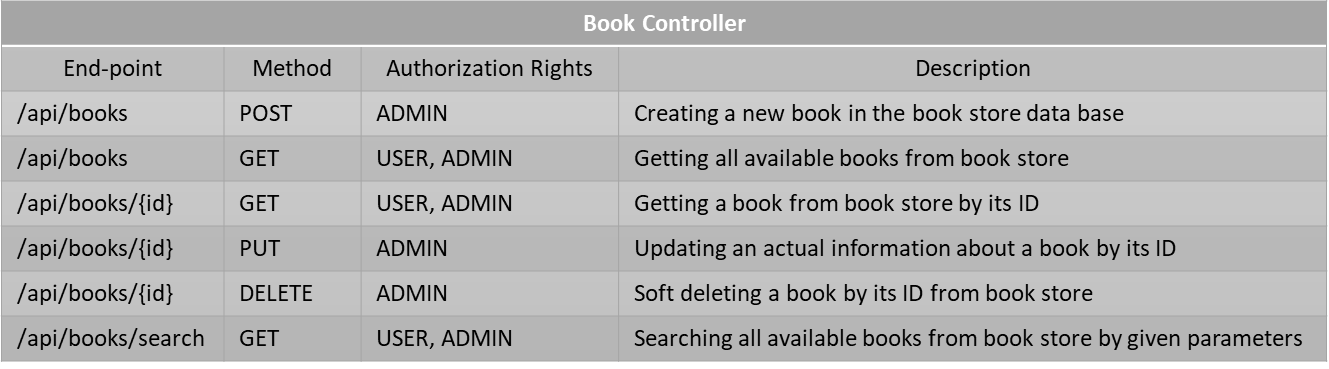 Book Controller
End-point Method Authorization Rights Description
/api/books POST ADMIN Creating a new book in the book store data base
/api/books GET USER, ADMIN Getting all available books from book store
/api/books/{id} GET USER, ADMIN Getting a book from book store by its ID
/api/books/{id} PUT ADMIN Updating an actual information about a book by its ID
/api/books/{id} DELETE ADMIN Soft deleting a book by its ID from book store
/api/books/search GET USER, ADMIN Searching all available books from book store by given parameters